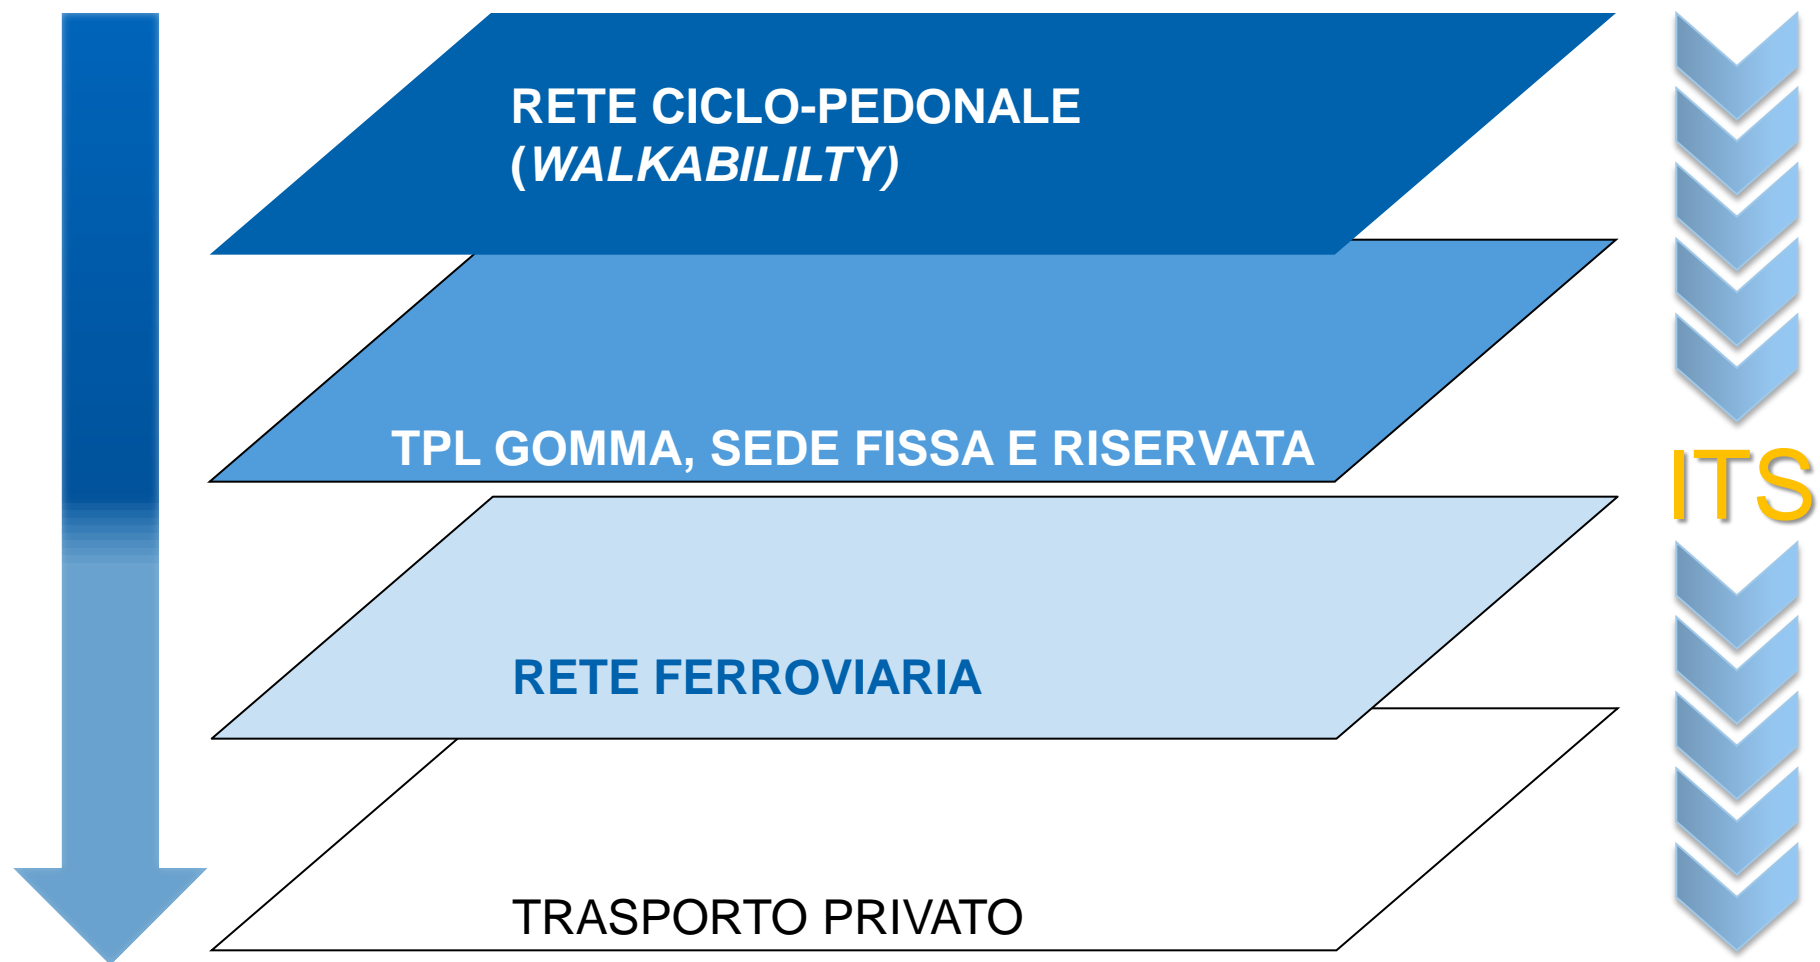 RETE CICLO-PEDONALE
(WALKABILILTY)
TPL GOMMA, SEDE FISSA E RISERVATA
ITS
RETE FERROVIARIA
TRASPORTO PRIVATO